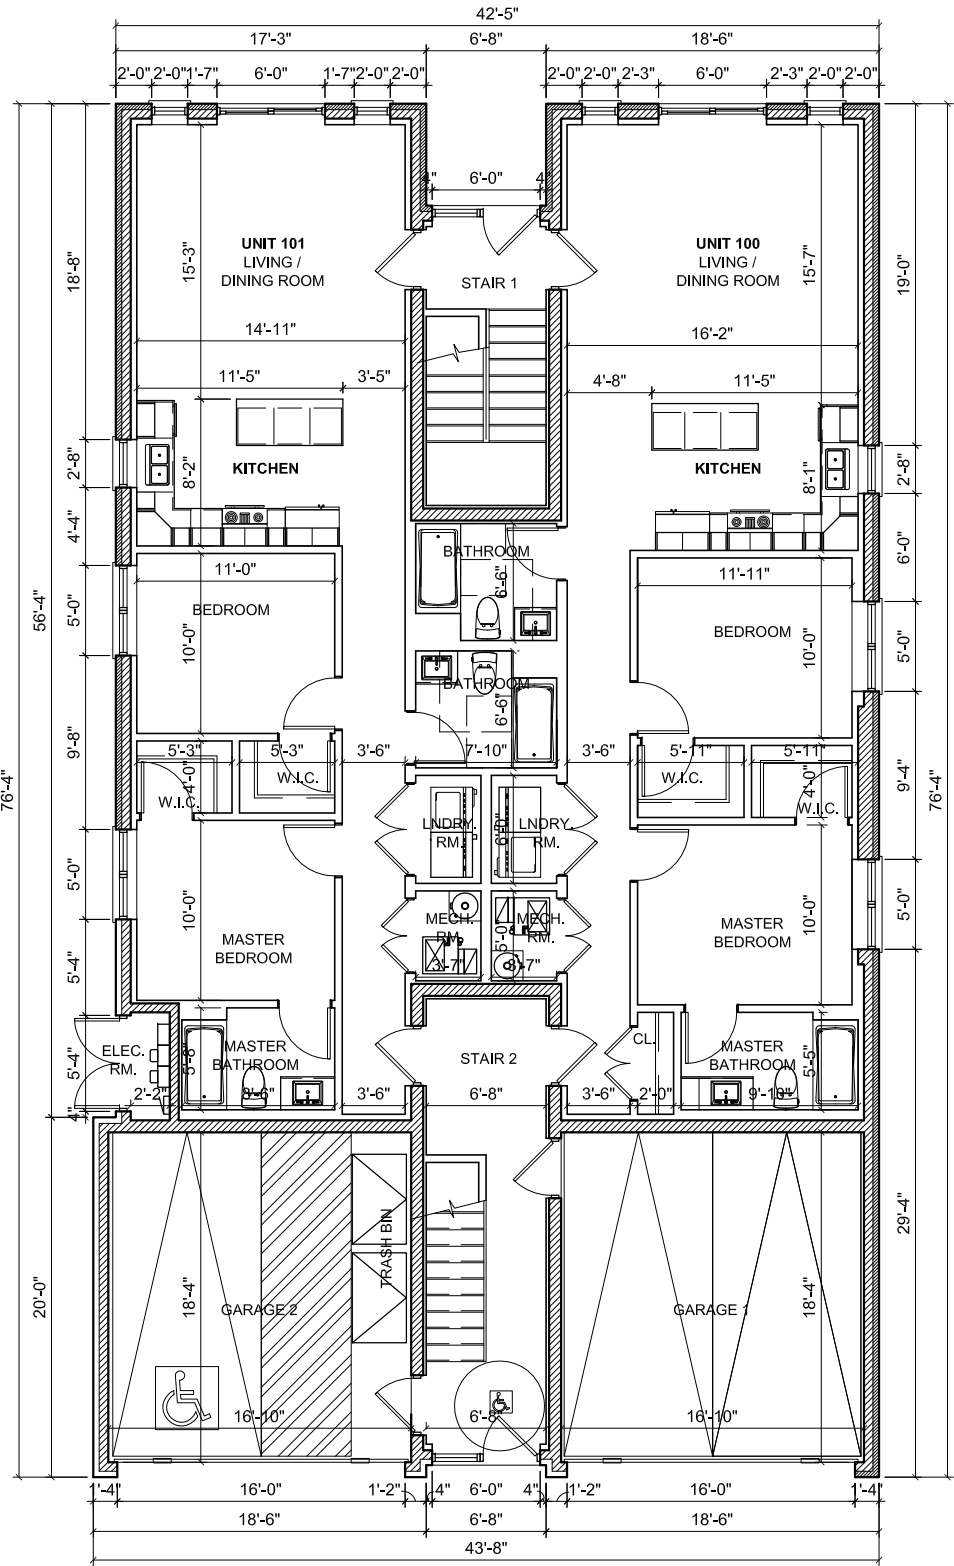 42'-5"
17'-3" 6'-8" 18'-6"
2'-0" 2'-0" 1'-7" 6'-0" 1'-7" 2'-0" 2'-0" 2'-0" 2'-0" 2'-3" 6'-0" 2'-3" 2'-0" 2'-0"
4" 6'-0" 4"
UNIT 101
LIVING /
DINING ROOM
15'-3"
18'-8"
STAIR 1
UNIT 100
LIVING /
DINING ROOM
15'-7"
19'-0"
14'-11"
16'-2"
11'-5" 3'-5"
4'-8" 11'-5"
2'-8"
8'-2"
KITCHEN
KITCHEN
8'-1"
2'-8"
4'-4"
6'-0"
BATHROOM
6'-6"
11'-0"
BEDROOM
10'-0"
5'-0"
56'-4"
11'-11"
BEDROOM
10'-0"
5'-0"
BATHROOM
6'-6"
9'-8"
5'-3" 5'-3" 3'-6" 7'-10" 3'-6" 5'-11" 5'-11"
4'-0"
W.I.C.
W.I.C.
W.I.C.
4'-0"
W.I.C.
9'-4"
76'-4"
76'-4"
LNDRY.
RM.
6'-0"
LNDRY.
RM.
5'-0"
10'-0"
MASTER
BEDROOM
MECH.
RM.
3'-7"
5'-0"
MECH.
RM.
3'-7"
MASTER
BEDROOM
10'-0"
5'-0"
5'-4"
5'-4"
ELEC.
RM.
2'-2"
4"
5'-8"
MASTER
BATHROOM
8'-6"
3'-6"
STAIR 2
6'-8"
3'-6"
CL.
2'-0"
MASTER
BATHROOM
9'-10"
5'-5"
20'-0"
18'-4"
GARAGE 2
TRASH BIN
GARAGE 1
18'-4"
29'-4"
16'-10" 6'-8" 16'-10"
1'-4" 16'-0" 1'-2" 4" 6'-0" 4" 1'-2" 16'-0" 1'-4"
18'-6" 6'-8" 18'-6"
43'-8"